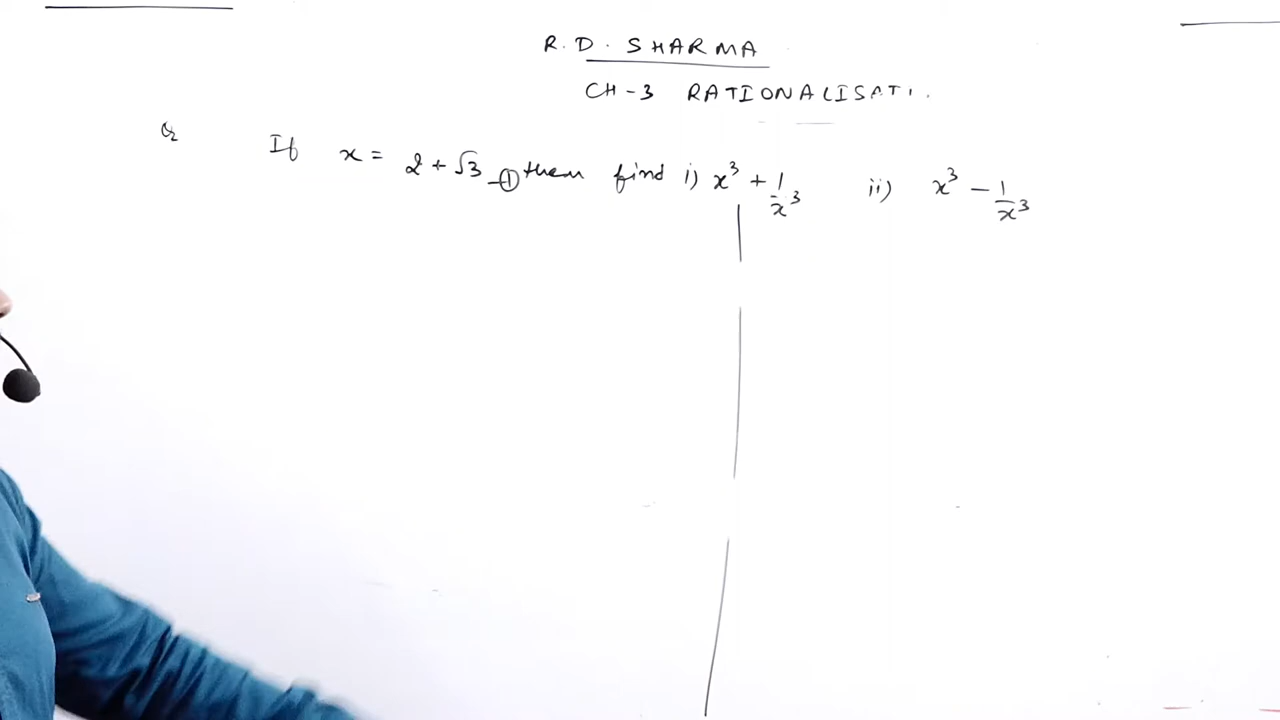 R. D. SHARMA
CH-3 RATIONALISATI.
Q If x = 2 + √3 —① then find i) x³ + 1/x³ ii) x³ − 1/x³